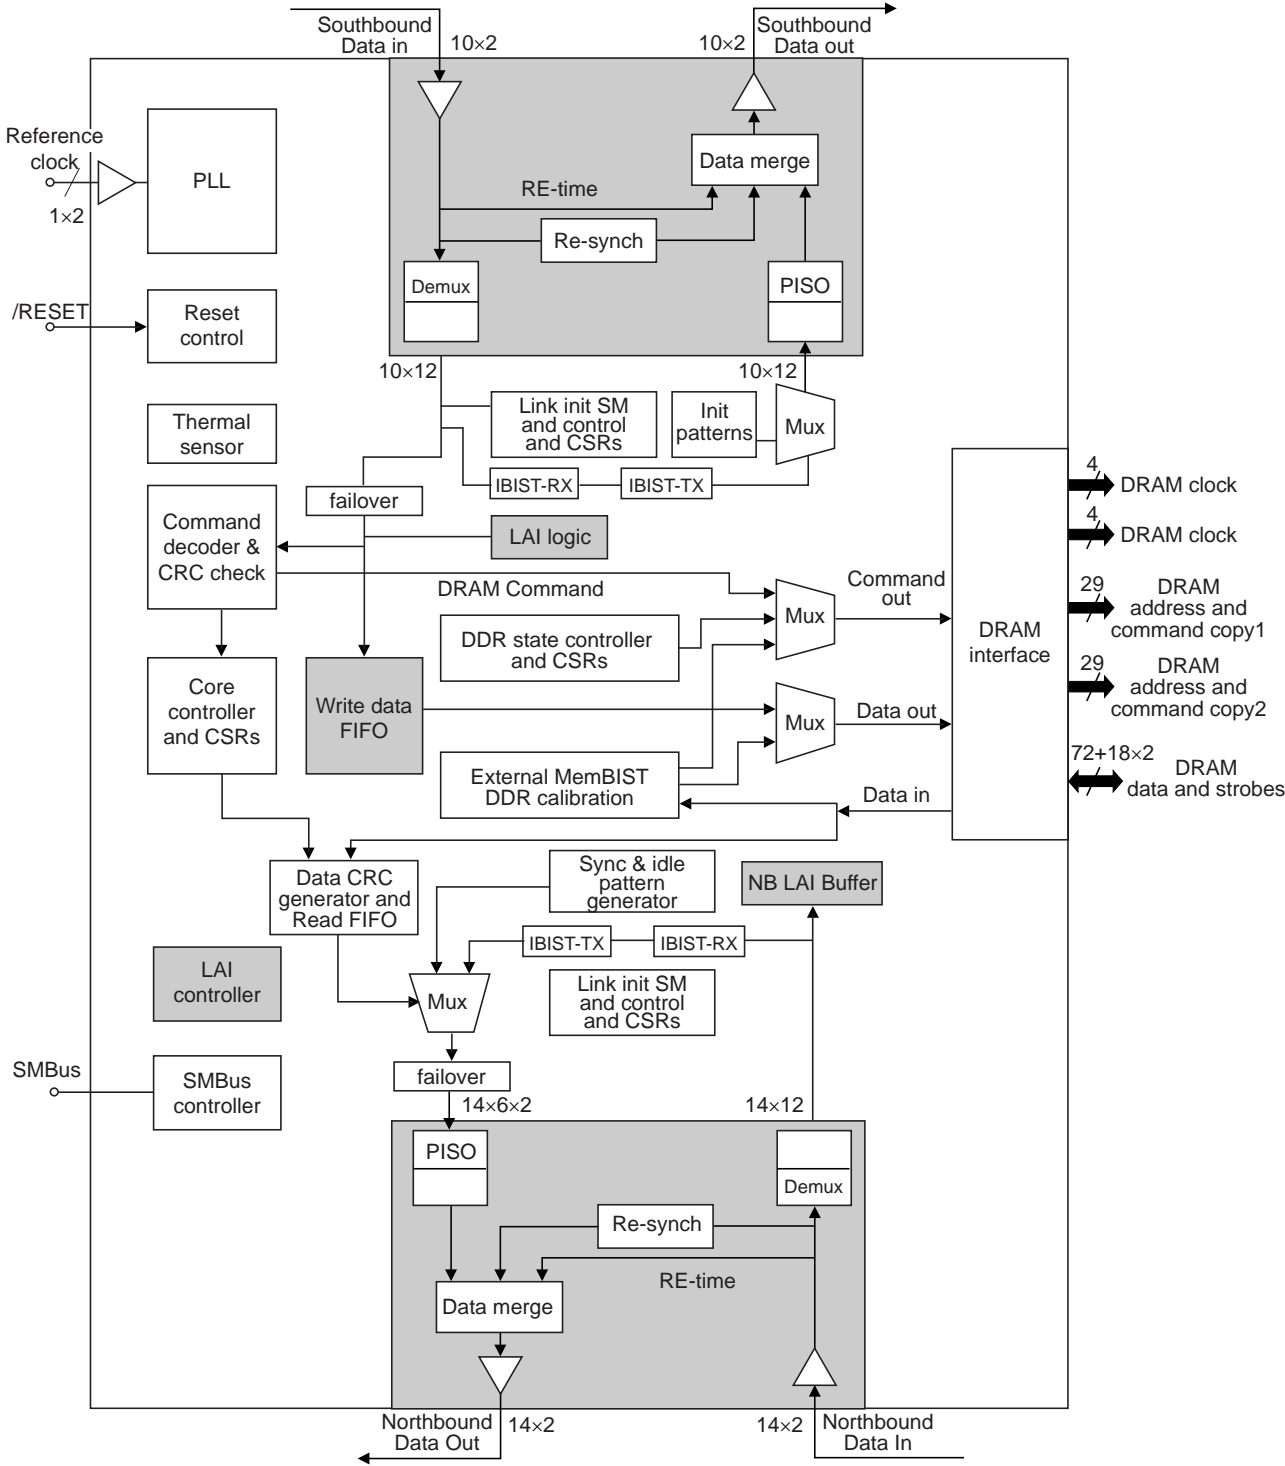 Southbound
Data in
10×2
10×2
Southbound
Data out
Reference
clock
1×2
PLL
Data merge
RE-time
Re-synch
Demux
PISO
/RESET
Reset
control
10×12
10×12
Thermal
sensor
Link init SM
and control
and CSRs
Init
patterns
Mux
IBIST-RX
IBIST-TX
failover
4
DRAM clock
4
DRAM clock
Command
decoder &
CRC check
LAI logic
DRAM Command
Mux
Command
out
29
DRAM
address and
command copy1
DDR state controller
and CSRs
DRAM
interface
29
DRAM
address and
command copy2
Core
controller
and CSRs
Write data
FIFO
Mux
Data out
External MemBIST
DDR calibration
Data in
72+18×2
DRAM
data and strobes
Data CRC
generator and
Read FIFO
Sync & idle
pattern
generator
NB LAI Buffer
IBIST-TX
IBIST-RX
LAI
controller
Mux
Link init SM
and control
and CSRs
SMBus
SMBus
controller
failover
14×6×2
14×12
PISO
Demux
Re-synch
RE-time
Data merge
Northbound
Data Out
14×2
14×2
Northbound
Data In